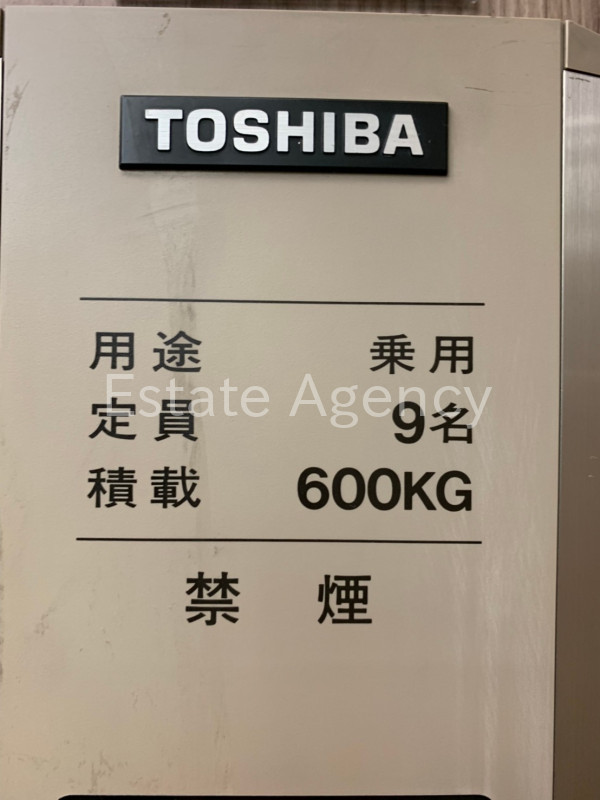 TOSHIBA
用途 乗用
Estate Agency
定員 9名
積載 600KG
禁煙